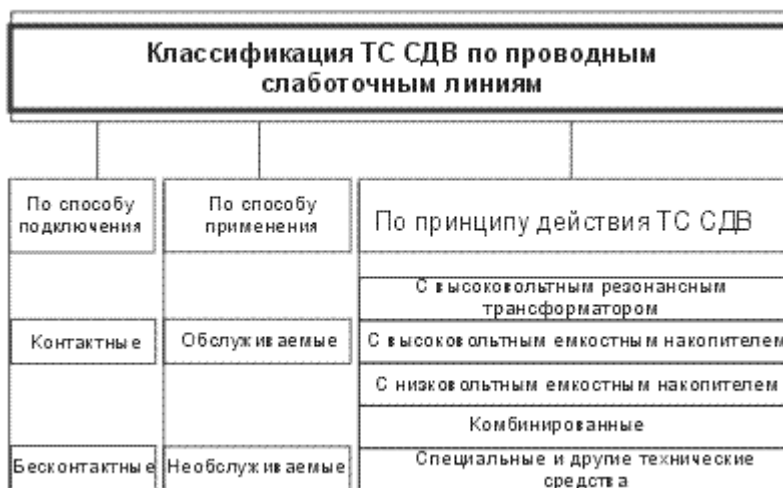 Классификация ТС СДВ по проводным
слаботочным линиям
По способу
подключения
По способу
применения
По принципу действия ТС СДВ
С высоковольтным резонансным
трансформатором
Контактные
Обслуживаемые
С высоковольтным емкостным накопителем
С низковольтным емкостным накопителем
Комбинированные
Бесконтактные
Необслуживаемые
Специальные и другие технические
средства